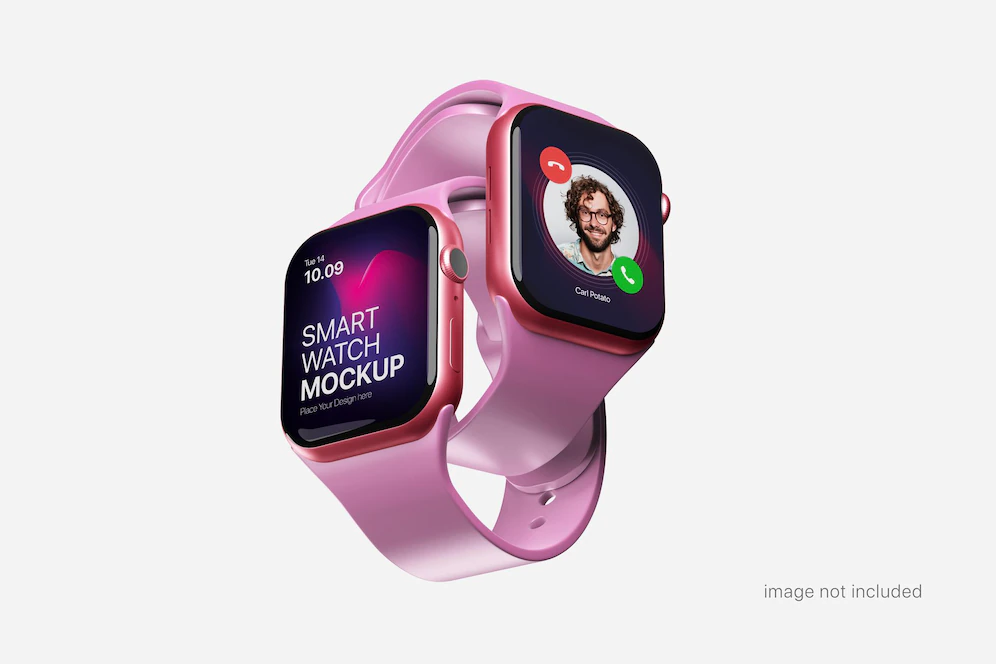 Tue 14
10.09
SMART
WATCH
MOCKUP
Place Your Design here
Carl Potato
image not included